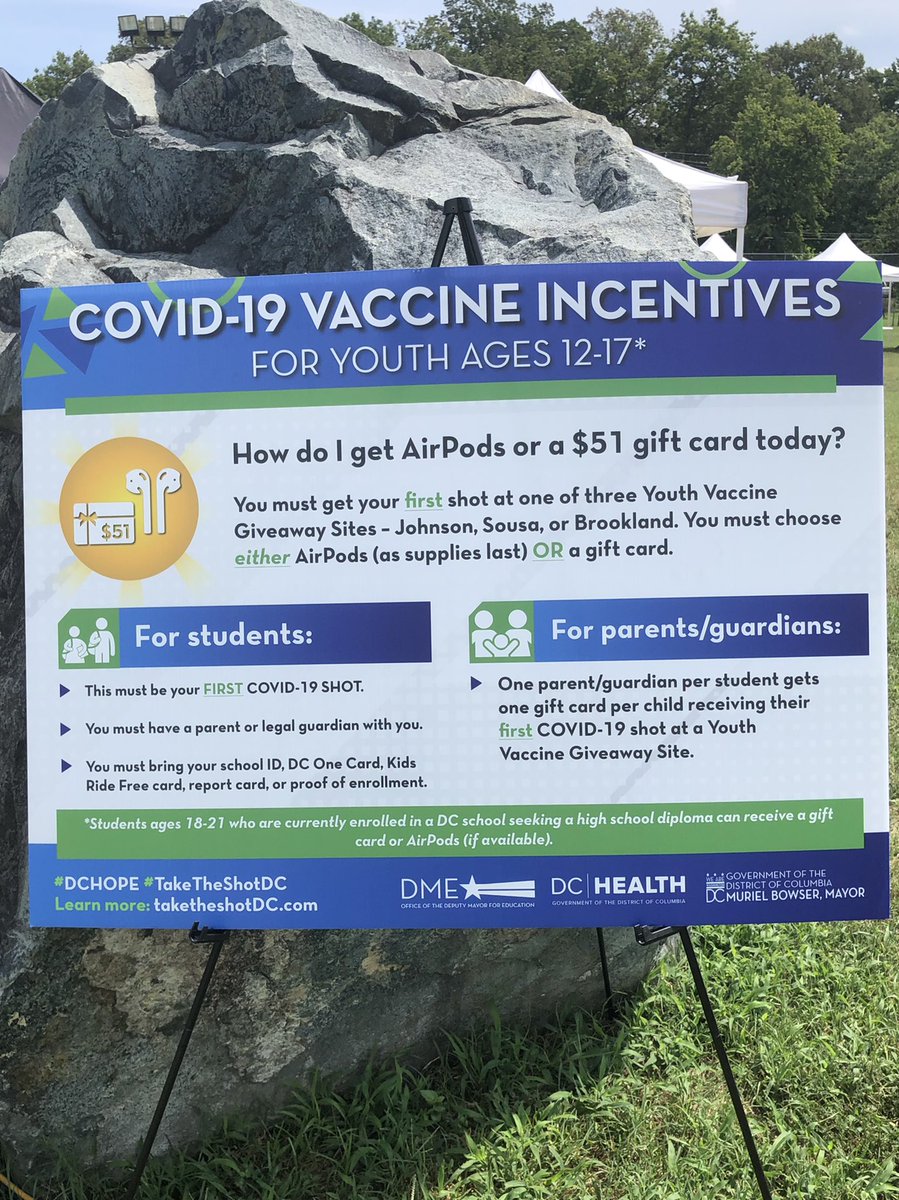 COVID-19 VACCINE INCENTIVES
FOR YOUTH AGES 12-17*
How do I get AirPods or a $51 gift card today?
$51
You must get your first shot at one of three Youth Vaccine
Giveaway Sites – Johnson, Sousa, or Brookland. You must choose
either AirPods (as supplies last) OR a gift card.
For students:
This must be your FIRST COVID-19 SHOT.
You must have a parent or legal guardian with you.
You must bring your school ID, DC One Card, Kids
Ride Free card, report card, or proof of enrollment.
For parents/guardians:
One parent/guardian per student gets
one gift card per child receiving their
first COVID-19 shot at a Youth
Vaccine Giveaway Site.
*Students ages 18-21 who are currently enrolled in a DC school seeking a high school diploma can receive a gift
card or AirPods (if available).
#DCHOPE #TakeTheShotDC
Learn more: taketheshotDC.com
DME
OFFICE OF THE DEPUTY MAYOR FOR EDUCATION
DC HEALTH
GOVERNMENT OF THE DISTRICT OF COLUMBIA
WE ARE
DC
GOVERNMENT OF THE
DISTRICT OF COLUMBIA
MURIEL BOWSER, MAYOR